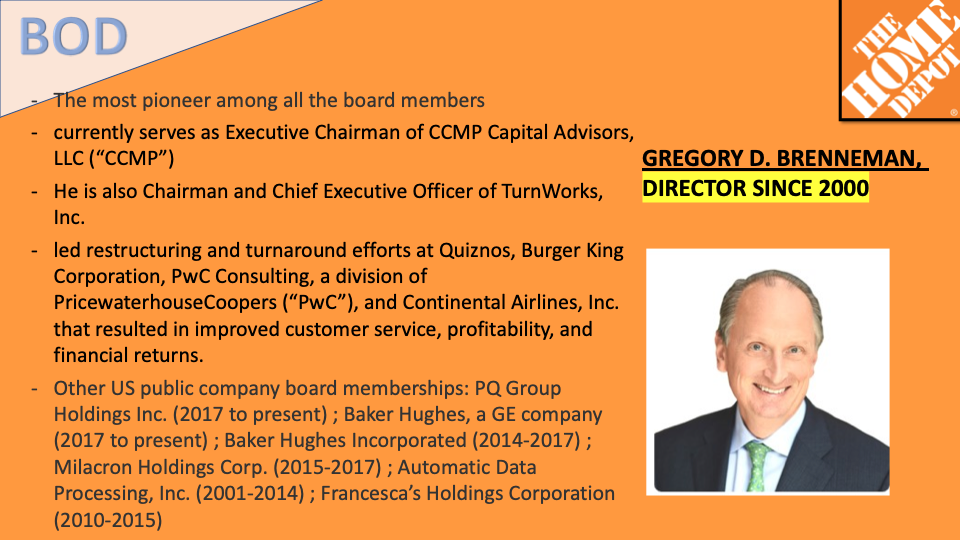 BOD
THE
HOME
DEPOT
®
- The most pioneer among all the board members
- currently serves as Executive Chairman of CCMP Capital Advisors,
LLC (“CCMP”)
- He is also Chairman and Chief Executive Officer of TurnWorks,
Inc.
- led restructuring and turnaround efforts at Quiznos, Burger King
Corporation, PwC Consulting, a division of
PricewaterhouseCoopers (“PwC”), and Continental Airlines, Inc.
that resulted in improved customer service, profitability, and
financial returns.
- Other US public company board memberships: PQ Group
Holdings Inc. (2017 to present) ; Baker Hughes, a GE company
(2017 to present) ; Baker Hughes Incorporated (2014-2017) ;
Milacron Holdings Corp. (2015-2017) ; Automatic Data
Processing, Inc. (2001-2014) ; Francesca’s Holdings Corporation
(2010-2015)
GREGORY D. BRENNEMAN,
DIRECTOR SINCE 2000